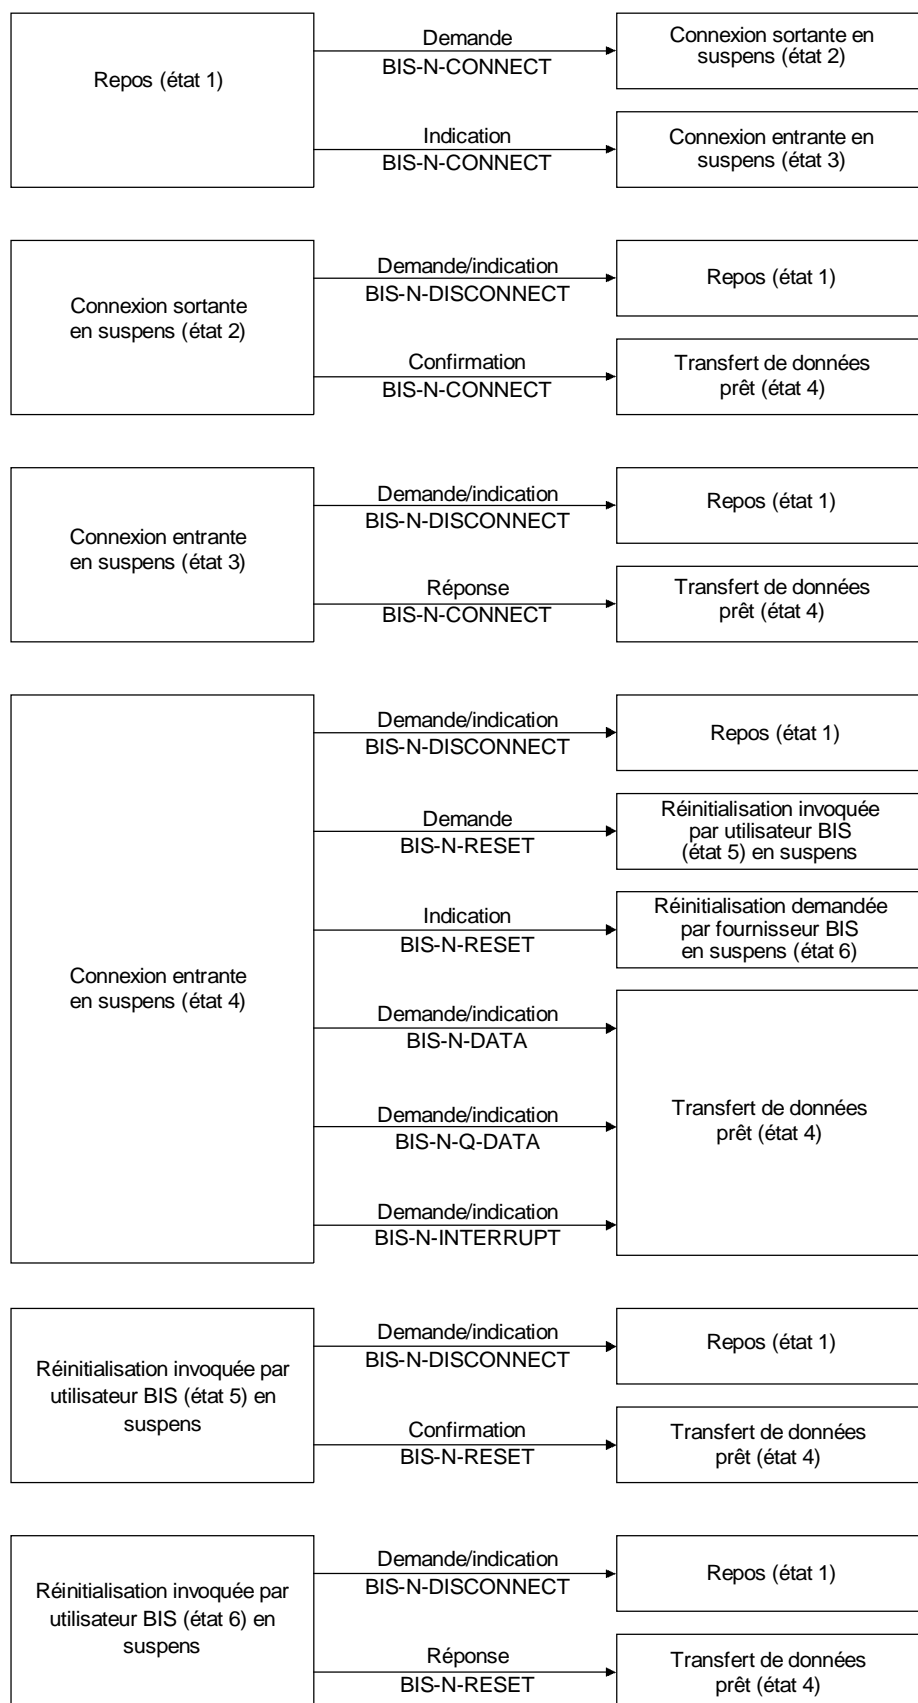 Repos (état 1)
Demande
BIS-N-CONNECT
Connexion sortante en
suspens (état 2)
Indication
BIS-N-CONNECT
Connexion entrante en
suspens (état 3)
Connexion sortante
en suspens (état 2)
Demande/indication
BIS-N-DISCONNECT
Repos (état 1)
Confirmation
BIS-N-CONNECT
Transfert de données
prêt (état 4)
Connexion entrante
en suspens (état 3)
Demande/indication
BIS-N-DISCONNECT
Repos (état 1)
Réponse
BIS-N-CONNECT
Transfert de données
prêt (état 4)
Connexion entrante
en suspens (état 4)
Demande/indication
BIS-N-DISCONNECT
Repos (état 1)
Demande
BIS-N-RESET
Réinitialisation invoquée
par utilisateur BIS
(état 5) en suspens
Indication
BIS-N-RESET
Réinitialisation demandée
par fournisseur BIS
en suspens (état 6)
Demande/indication
BIS-N-DATA
Demande/indication
BIS-N-Q-DATA
Demande/indication
BIS-N-INTERRUPT
Transfert de données
prêt (état 4)
Réinitialisation invoquée par
utilisateur BIS (état 5) en
suspens
Demande/indication
BIS-N-DISCONNECT
Repos (état 1)
Confirmation
BIS-N-RESET
Transfert de données
prêt (état 4)
Réinitialisation invoquée par
utilisateur BIS (état 6) en
suspens
Demande/indication
BIS-N-DISCONNECT
Repos (état 1)
Réponse
BIS-N-RESET
Transfert de données
prêt (état 4)